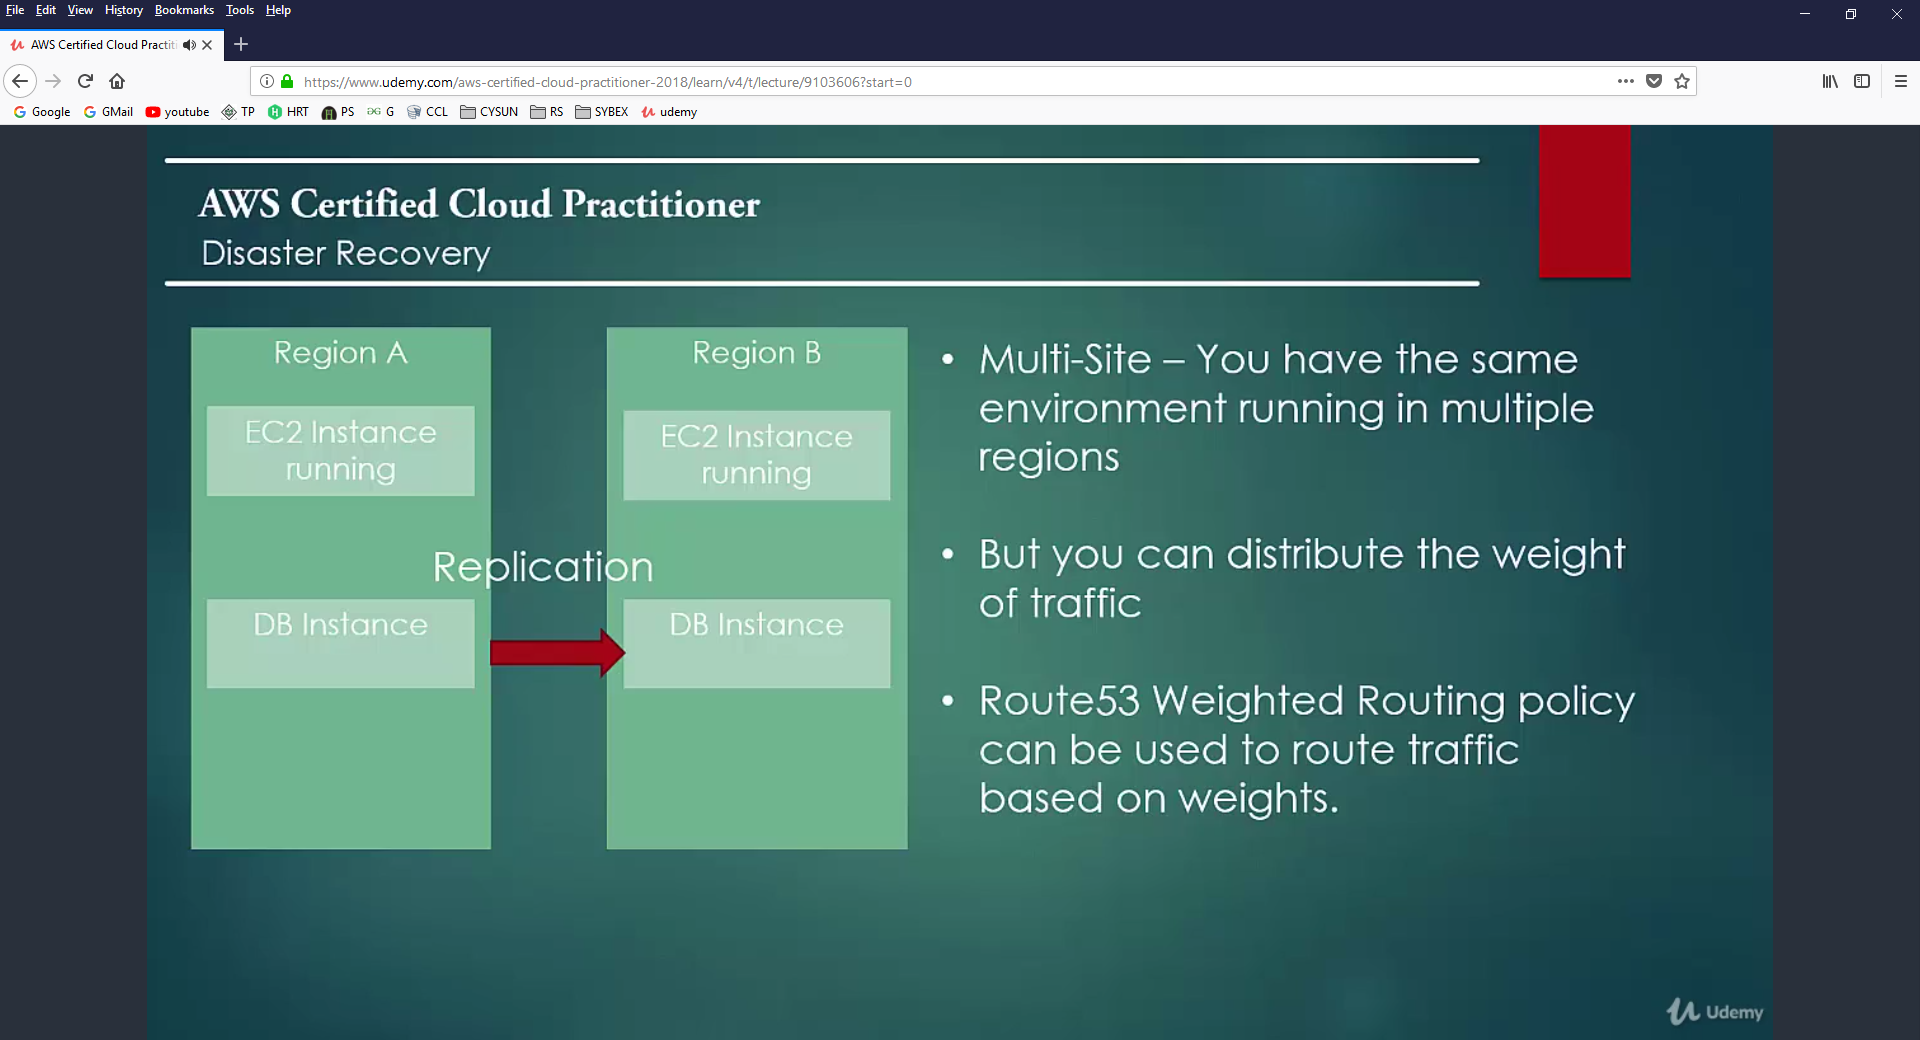 File Edit View History Bookmarks Tools Help
AWS Certified Cloud Practiti
https://www.udemy.com/aws-certified-cloud-practitioner-2018/learn/v4/t/lecture/9103606?start=0
Google GMail youtube TP HRT PS G CCL CYSUN RS SYBEX udemy
AWS Certified Cloud Practitioner
Disaster Recovery
Region A
EC2 Instance
running
DB Instance
Replication
Region B
EC2 Instance
running
DB Instance
• Multi-Site – You have the same
environment running in multiple
regions
• But you can distribute the weight
of traffic
• Route53 Weighted Routing policy
can be used to route traffic
based on weights.
Udemy